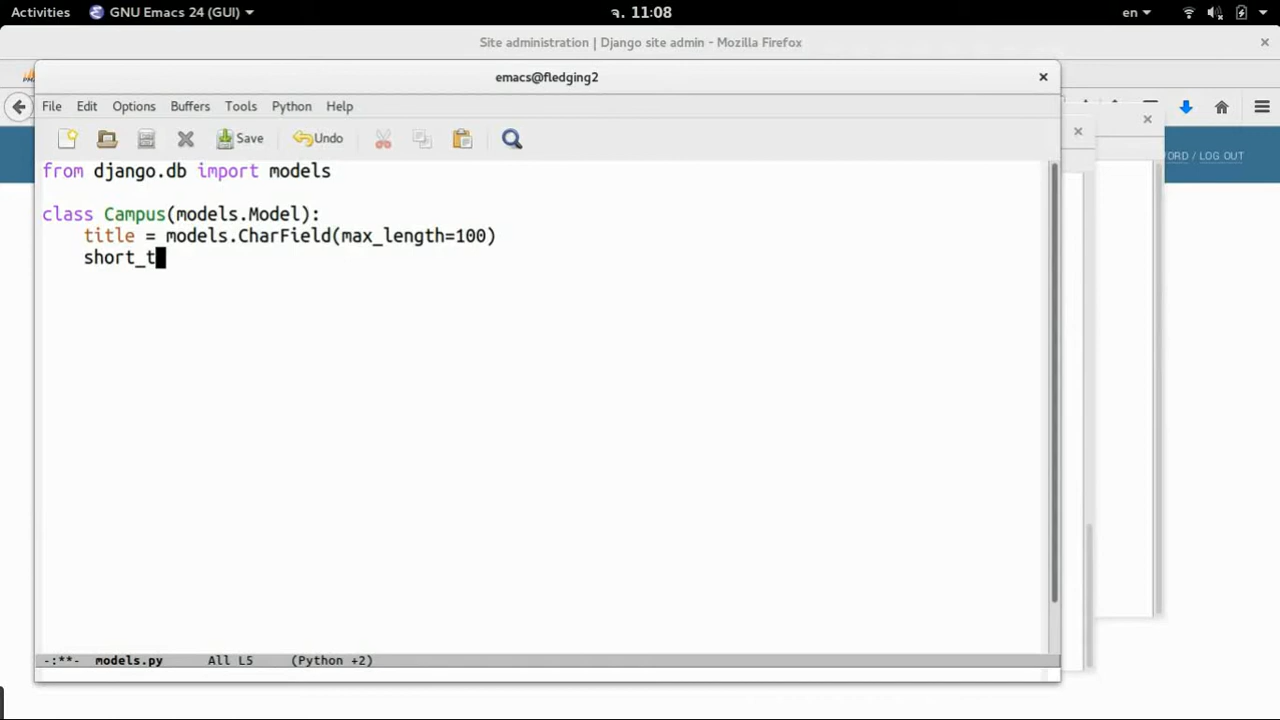 Activities GNU Emacs 24 (GUI) จ. 11:08 en
Site administration | Django site admin - Mozilla Firefox
emacs@fledging2
File Edit Options Buffers Tools Python Help
Save Undo
ORD / LOG OUT
from django.db import models
class Campus(models.Model):
title = models.CharField(max_length=100)
short_t
-:**- models.py All L5 (Python +2)